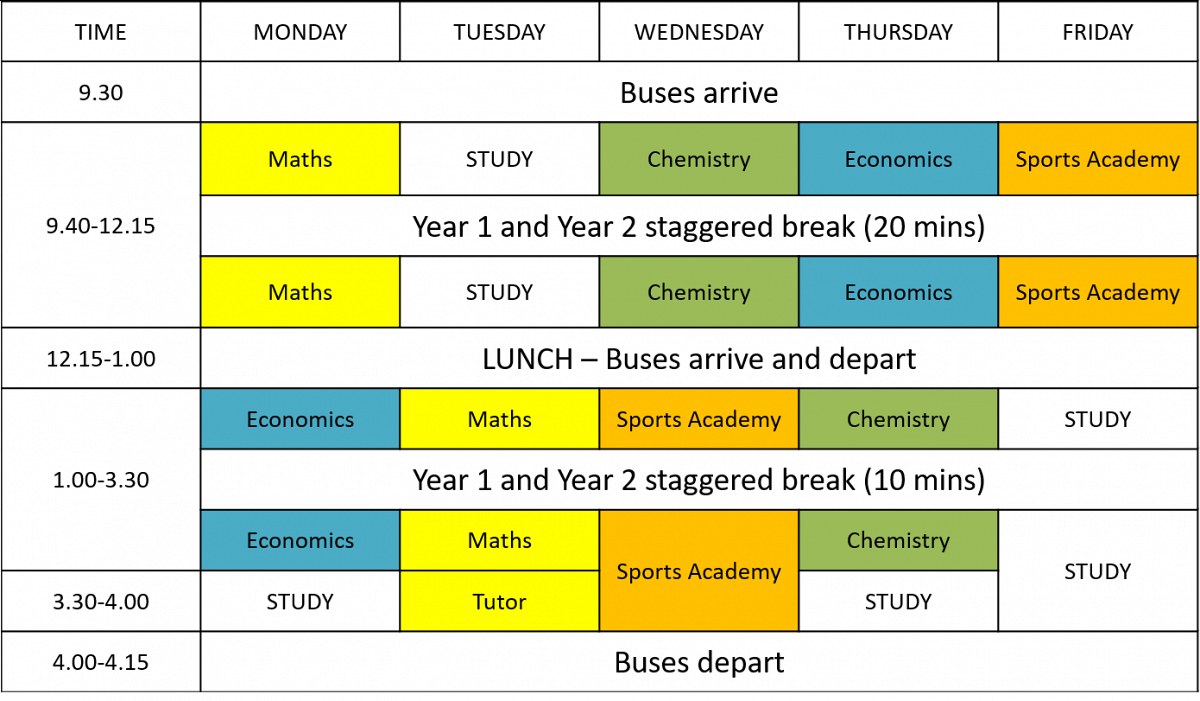 TIME MONDAY TUESDAY WEDNESDAY THURSDAY FRIDAY
9.30 Buses arrive
Maths STUDY Chemistry Economics Sports Academy
9.40-12.15 Year 1 and Year 2 staggered break (20 mins)
Maths STUDY Chemistry Economics Sports Academy
12.15-1.00 LUNCH – Buses arrive and depart
Economics Maths Sports Academy Chemistry STUDY
1.00-3.30 Year 1 and Year 2 staggered break (10 mins)
Economics Maths Chemistry
Sports Academy STUDY
3.30-4.00 STUDY Tutor STUDY
4.00-4.15 Buses depart